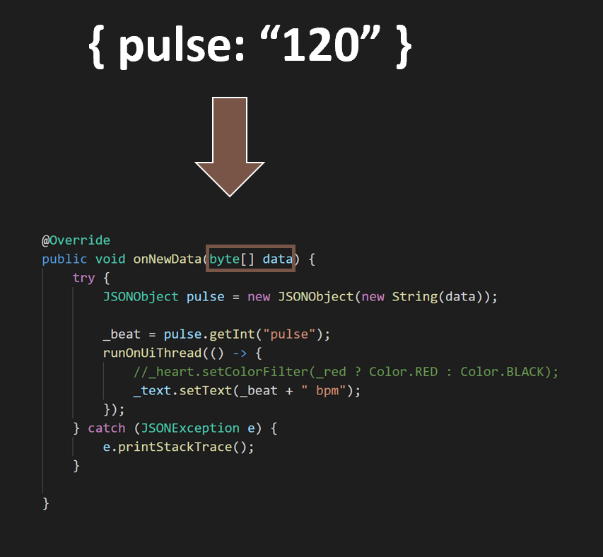 { pulse: “120” }
@Override
public void onNewData(byte[] data) {
try {
JSONObject pulse = new JSONObject(new String(data));
_beat = pulse.getInt("pulse");
runOnUiThread(() -> {
//_heart.setColorFilter(_red ? Color.RED : Color.BLACK);
_text.setText(_beat + " bpm");
});
} catch (JSONException e) {
e.printStackTrace();
}
}